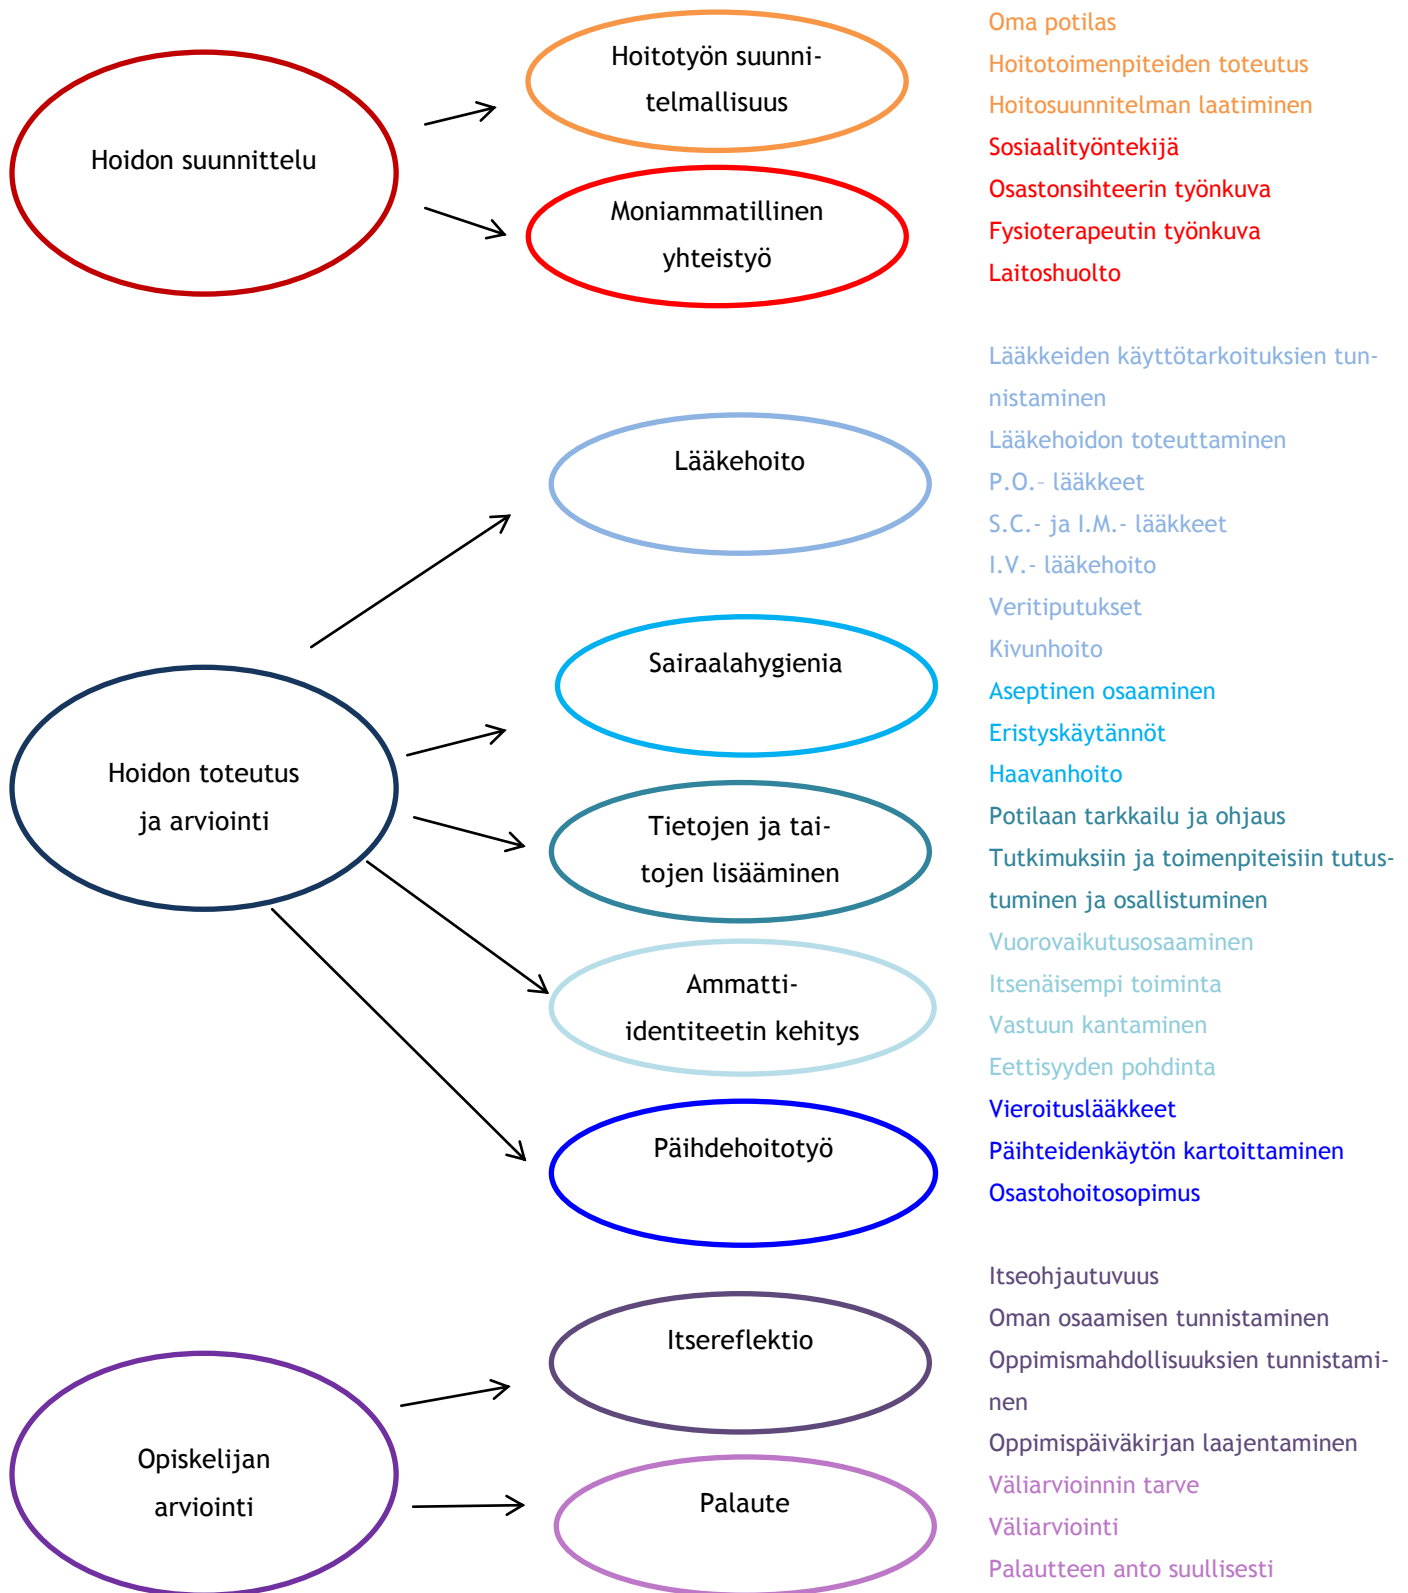 Hoidon suunnittelu
Hoitotyön suunni-
telmallisuus
Moniammatillinen
yhteistyö
Oma potilas
Hoitotoimenpiteiden toteutus
Hoitosuunnitelman laatiminen
Sosiaalityöntekijä
Osastonsihteerin työnkuva
Fysioterapeutin työnkuva
Laitoshuolto
Hoidon toteutus
ja arviointi
Lääkehoito
Sairaalahygienia
Tietojen ja tai-
tojen lisääminen
Ammatti-
identiteetin kehitys
Päihdehoitotyö
Lääkkeiden käyttötarkoituksien tun-
nistaminen
Lääkehoidon toteuttaminen
P.O.– lääkkeet
S.C.- ja I.M.- lääkkeet
I.V.- lääkehoito
Veritiputukset
Kivunhoito
Aseptinen osaaminen
Eristyskäytännöt
Haavanhoito
Potilaan tarkkailu ja ohjaus
Tutkimuksiin ja toimenpiteisiin tutus-
tuminen ja osallistuminen
Vuorovaikutusosaaminen
Itsenäisempi toiminta
Vastuun kantaminen
Eettisyyden pohdinta
Vieroituslääkkeet
Päihteidenkäytön kartoittaminen
Osastohoitosopimus
Opiskelijan
arviointi
Itsereflektio
Palaute
Itseohjautuvuus
Oman osaamisen tunnistaminen
Oppimismahdollisuuksien tunnistami-
nen
Oppimispäiväkirjan laajentaminen
Väliarvioinnin tarve
Väliarviointi
Palautteen anto suullisesti